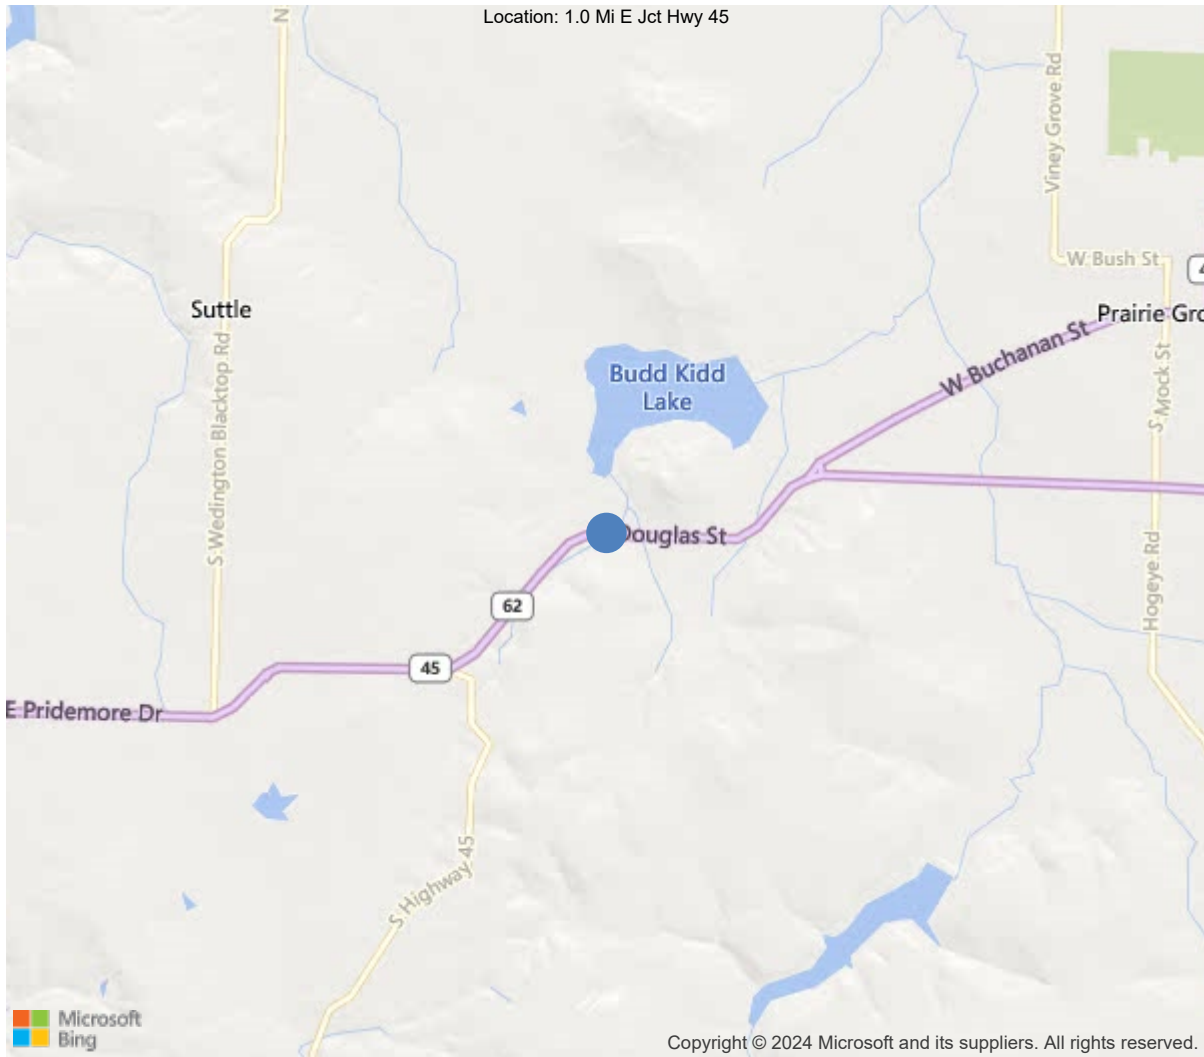 Location: 1.0 Mi E Jct Hwy 45
N
Viney Grove Rd
W Bush St
4
Suttle
Prairie Gro
Budd Kidd
Lake
W Buchanan St
S Mock St
S Wedington Blacktop Rd
Douglas St
Hogeye Rd
62
45
E Pridemore Dr
S Highway 45
Microsoft
Bing
Copyright © 2024 Microsoft and its suppliers. All rights reserved.